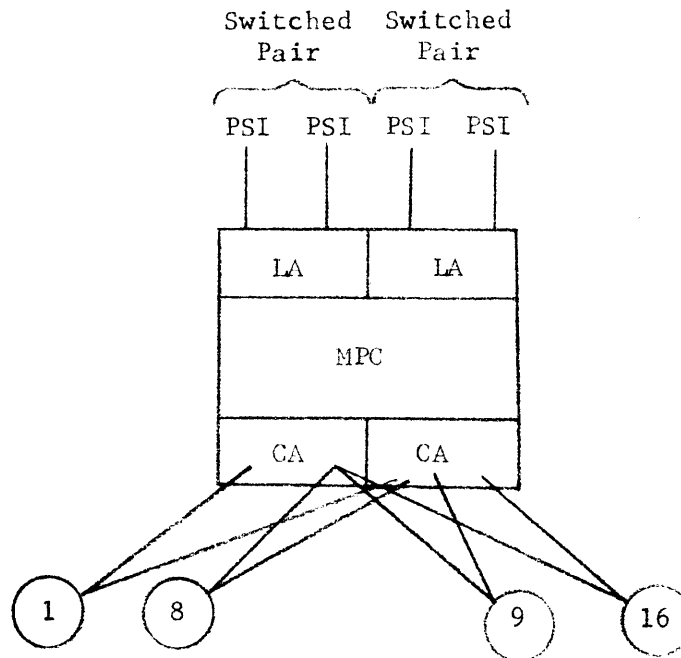 Switched Switched
Pair Pair
PSI PSI PSI PSI
LA LA
MPC
CA CA
1 8 9 16